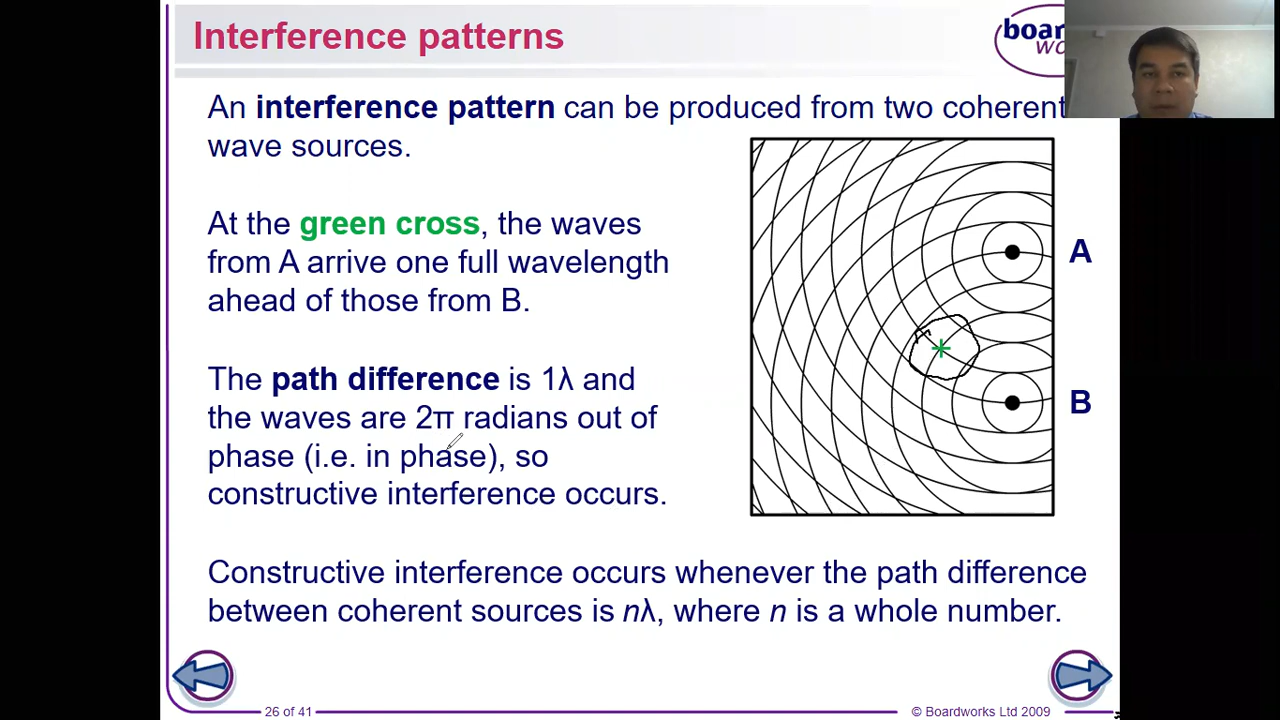 Interference patterns
An interference pattern can be produced from two coherent
wave sources.
At the green cross, the waves
from A arrive one full wavelength
ahead of those from B.
The path difference is 1λ and
the waves are 2π radians out of
phase (i.e. in phase), so
constructive interference occurs.
A
B
Constructive interference occurs whenever the path difference
between coherent sources is nλ, where n is a whole number.
26 of 41
© Boardworks Ltd 2009